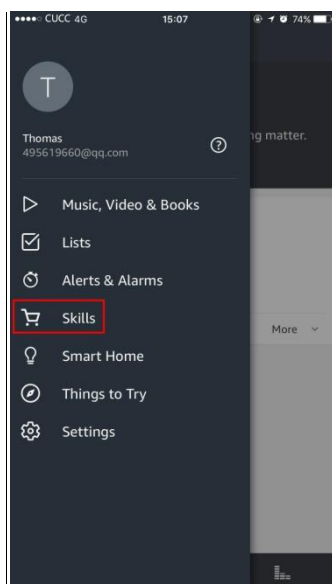 CUCC 4G 15:07 74%
T
Thomas
495619660@qq.com
ng matter.
Music, Video & Books
Lists
Alerts & Alarms
Skills
More
Smart Home
Things to Try
Settings